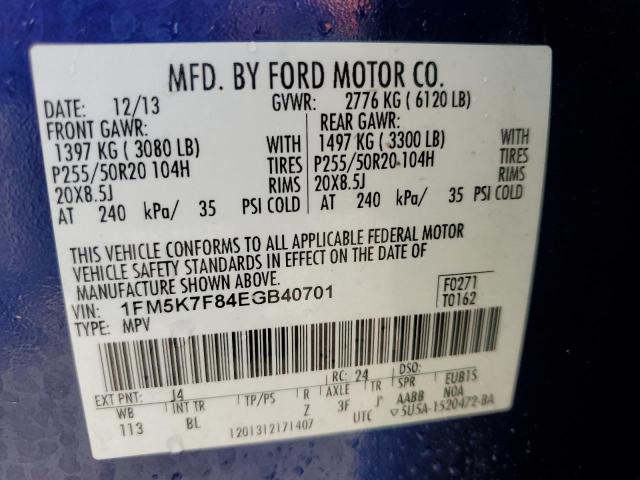 MFD. BY FORD MOTOR CO.
DATE: 12/13 GVWR: 2776 KG ( 6120 LB)
FRONT GAWR: REAR GAWR:
1397 KG ( 3080 LB) WITH 1497 KG ( 3300 LB) WITH
P255/50R20 104H TIRES P255/50R20 104H TIRES
20X8.5J RIMS 20X8.5J RIMS
AT 240 kPa/ 35 PSI COLD AT 240 kPa/ 35 PSI COLD
THIS VEHICLE CONFORMS TO ALL APPLICABLE FEDERAL MOTOR
VEHICLE SAFETY STANDARDS IN EFFECT ON THE DATE OF
MANUFACTURE SHOWN ABOVE.
VIN: 1FM5K7F84EGB40701 F0271
TYPE: MPV T0162
EXT PNT: J4 RC: 24 DSO:
WB INT TR TP/PS R AXLE TR SPR EUB1S
113 BL Z 3F J AABB NOA
1201312171407 UTC ▽5U5A-1520472-BA